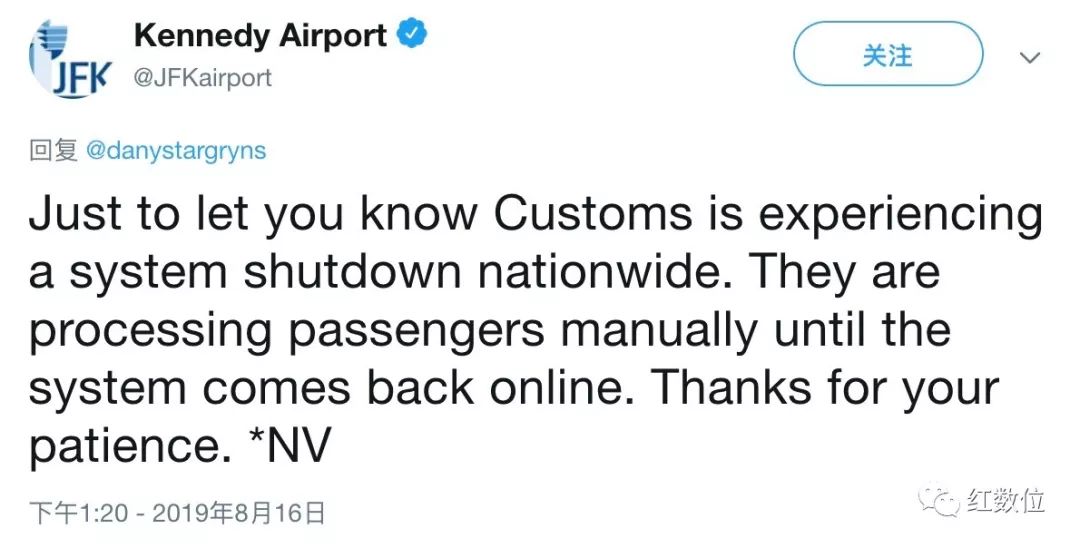 JFK
Kennedy Airport
@JFKairport
关注
回复 @danystargryns
Just to let you know Customs is experiencing
a system shutdown nationwide. They are
processing passengers manually until the
system comes back online. Thanks for your
patience. *NV
下午1:20 - 2019年8月16日
红数位